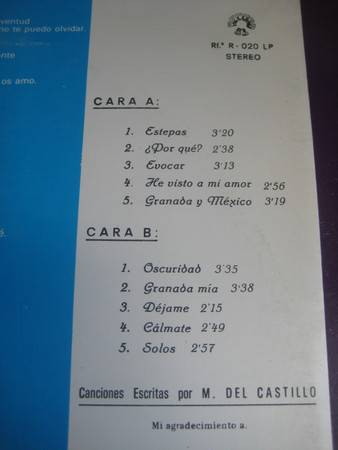 ventud
no te puedo olvidar.
nte
os amo.
é.
Rf.ª R - 020 LP
STEREO
CARA A:
1. Estepas 3'20
2. ¿Por qué? 2'38
3. Evocar 3'13
4. He visto a mi amor 2'56
5. Granada y México 3'19
CARA B:
1. Oscuridad 3'35
2. Granada mía 3'38
3. Déjame 2'15
4. Cálmate 2'49
5. Solos 2'57
Canciones Escritas por M. DEL CASTILLO
Mi agradecimiento a.